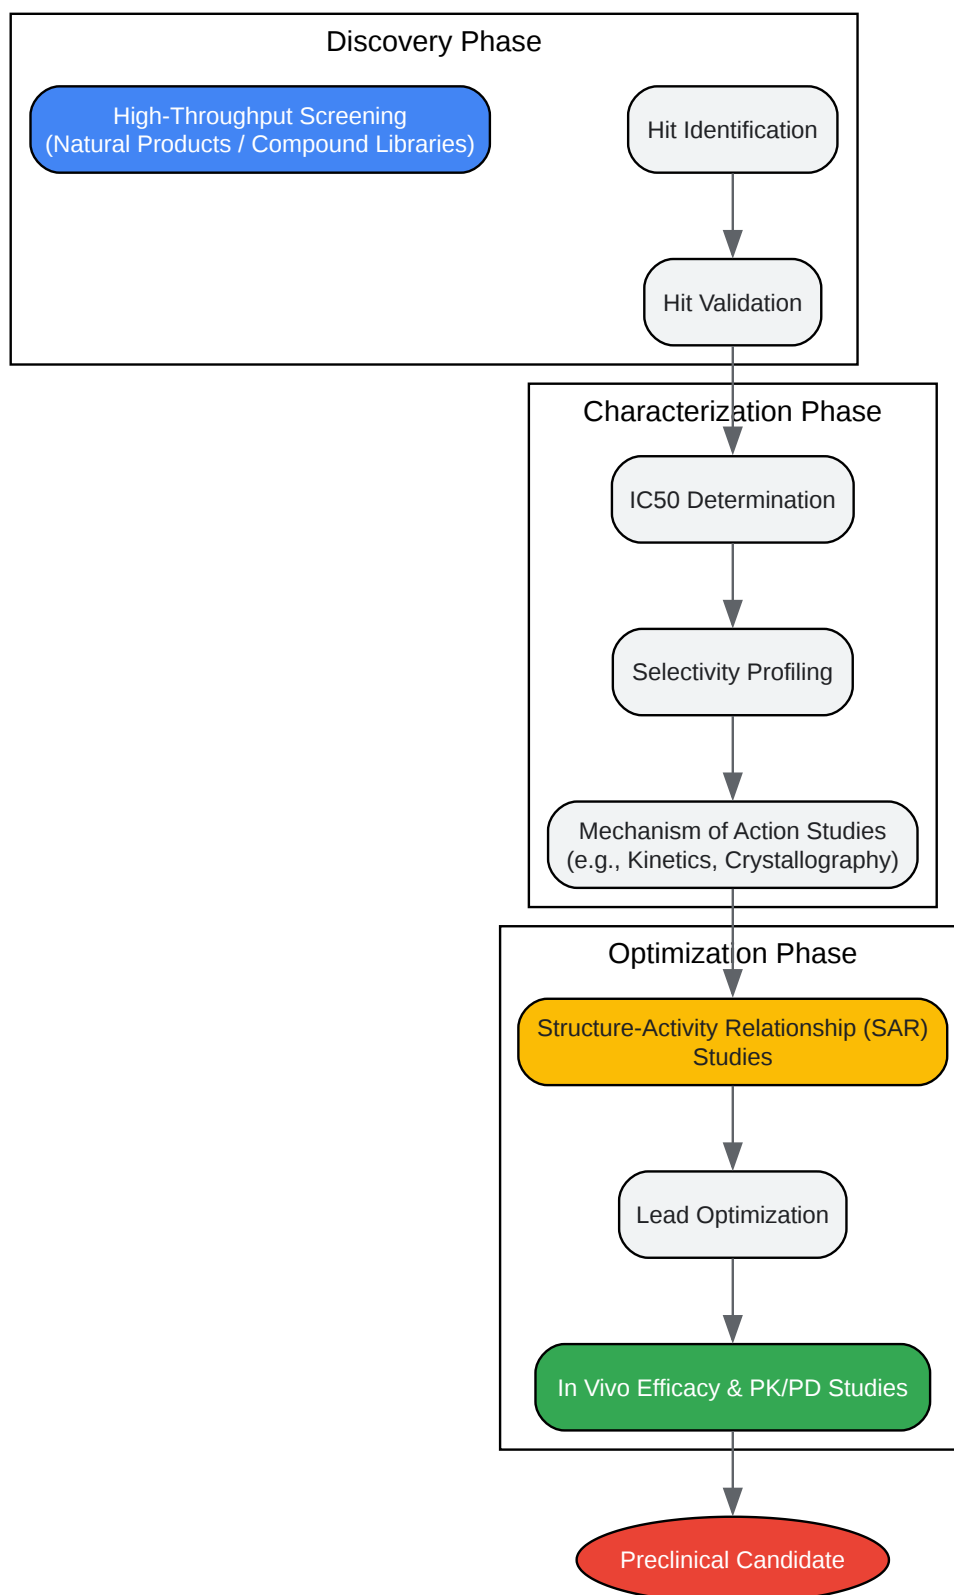 Discovery Phase
High-Throughput Screening
(Natural Products / Compound Libraries)
Hit Identification
Hit Validation
Characterization Phase
IC50 Determination
Selectivity Profiling
Mechanism of Action Studies
(e.g., Kinetics, Crystallography)
Optimization Phase
Structure-Activity Relationship (SAR)
Studies
Lead Optimization
In Vivo Efficacy & PK/PD Studies
Preclinical Candidate